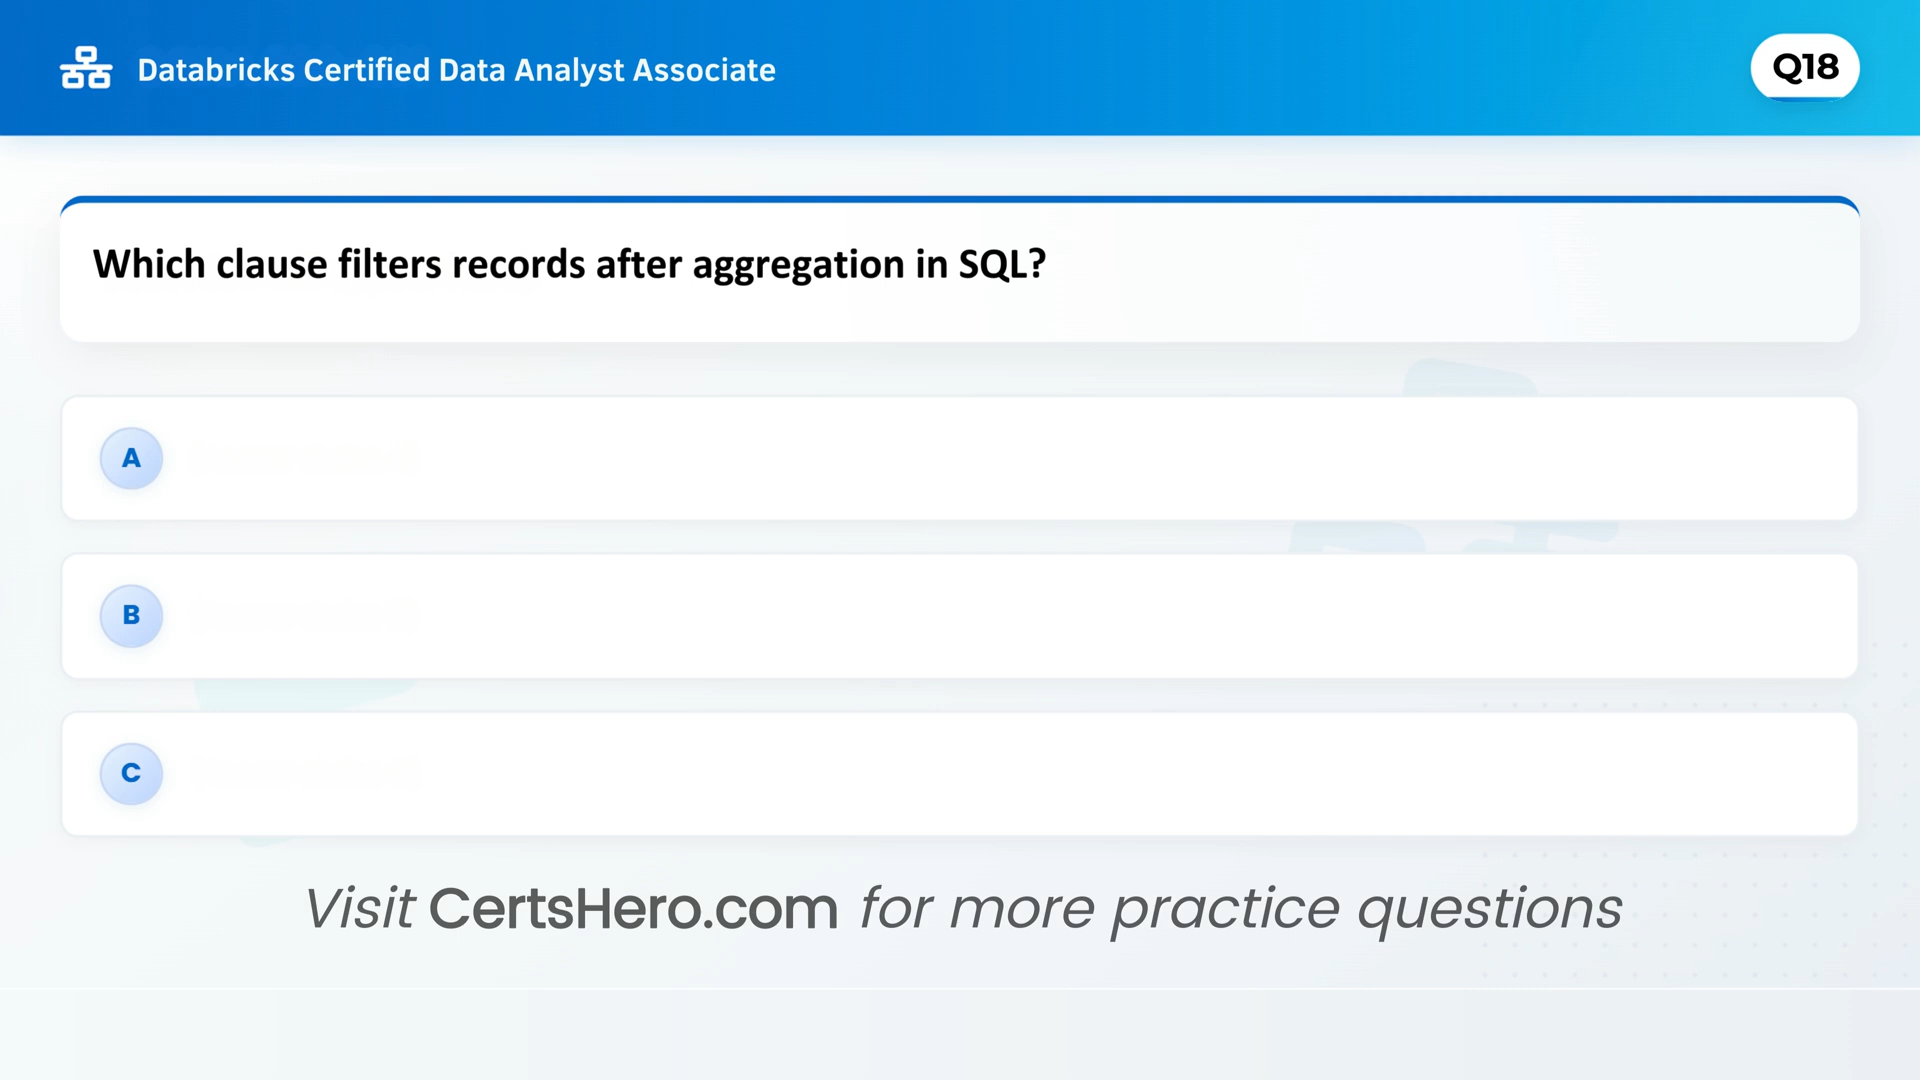 Databricks Certified Data Analyst Associate
Q18
Which clause filters records after aggregation in SQL?
A
B
C
Visit CertsHero.com for more practice questions